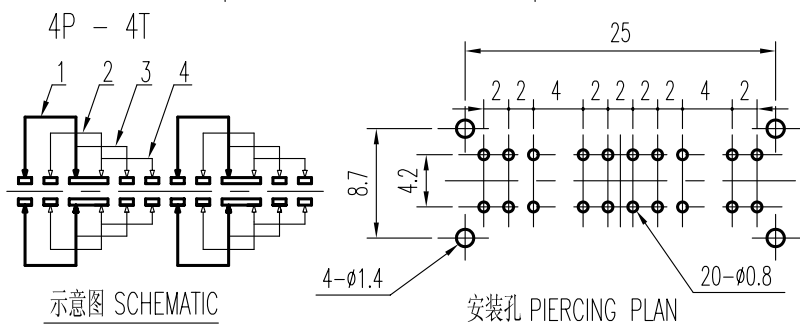 4P - 4T
1 2 3 4
示意图 SCHEMATIC
25
2 2 4 2 2 2 2 4 2
8.7
4.2
4-ø1.4
20-ø0.8
安装孔 PIERCING PLAN